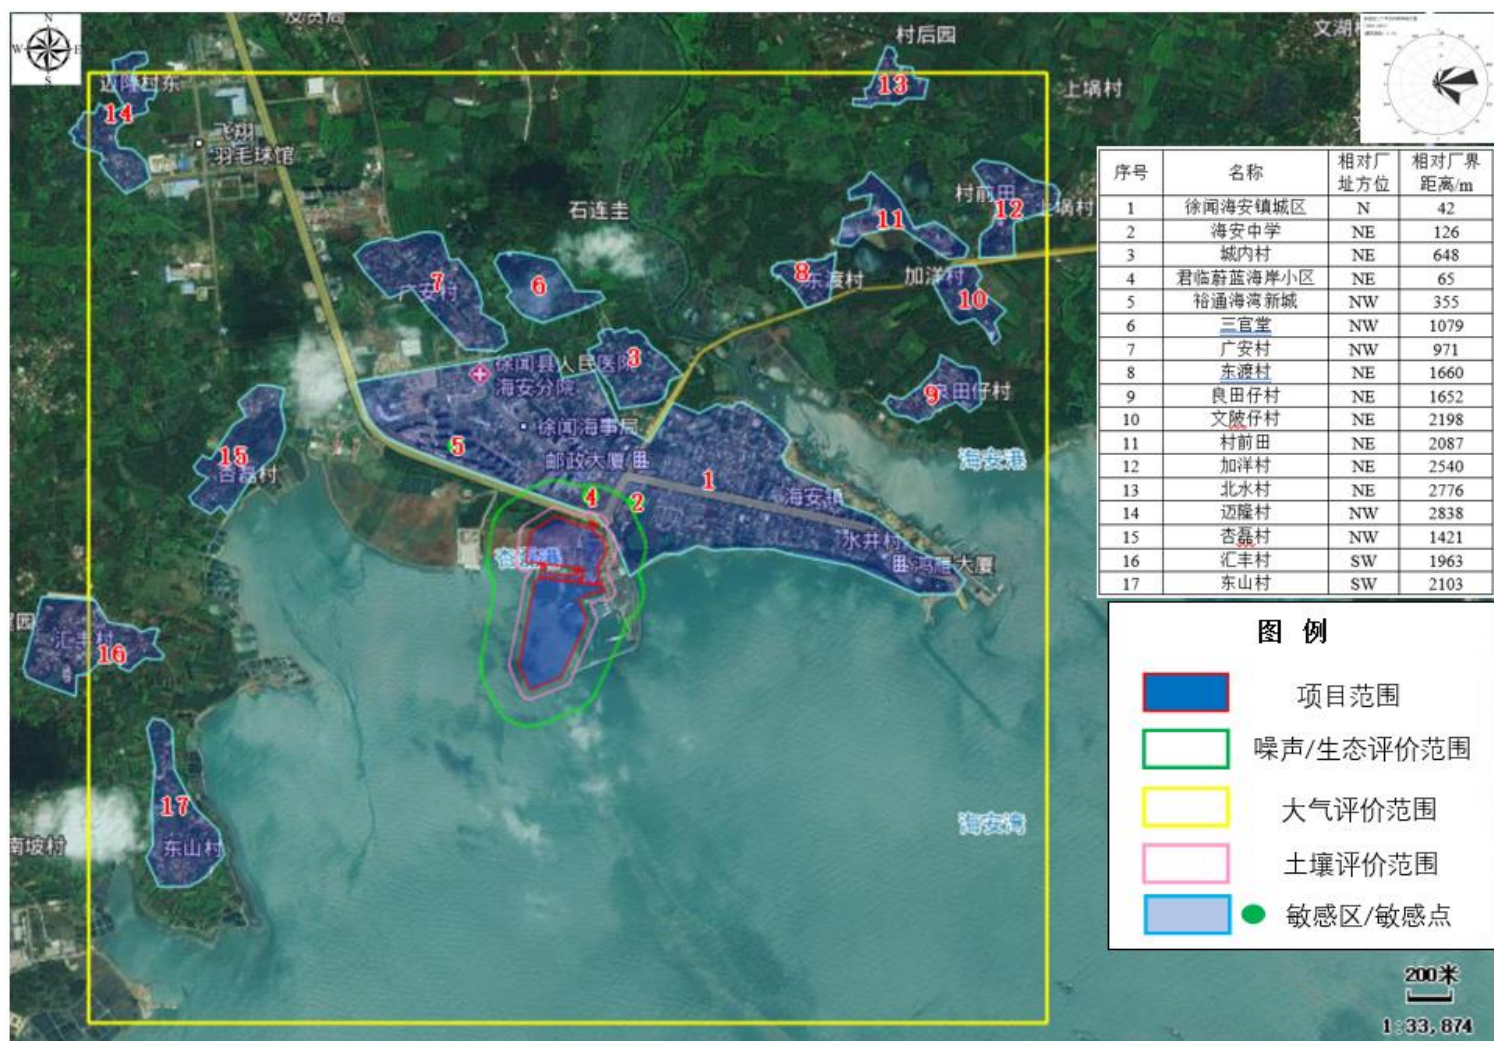 N
W
E
S
及贤局
村后园
上埚村
迈隆村东
14
13
飞翔
羽毛球馆
石连圭
村前田
12
上埚村
11
7
广安村
6
8
东渡村
加洋村
10
徐闻县人民医院
海安分院
3
9
良田仔村
15
杏磊村
5
徐闻海事局
邮政大厦
海安港
4
2
1
海安镇
水井村
鸿雁大厦
汇丰村
16
17
东山村
南坡村
海安湾
序号 名称 相对厂址方位 相对厂界距离/m
1 徐闻海安镇城区 N 42
2 海安中学 NE 126
3 城内村 NE 648
4 君临蔚蓝海岸小区 NE 65
5 裕通海湾新城 NW 355
6 三官堂 NW 1079
7 广安村 NW 971
8 东渡村 NE 1660
9 良田仔村 NE 1652
10 文陂仔村 NE 2198
11 村前田 NE 2087
12 加洋村 NE 2540
13 北水村 NE 2776
14 迈隆村 NW 2838
15 杏磊村 NW 1421
16 汇丰村 SW 1963
17 东山村 SW 2103
图 例
项目范围
噪声/生态评价范围
大气评价范围
土壤评价范围
敏感区/敏感点
200米
1:33,874